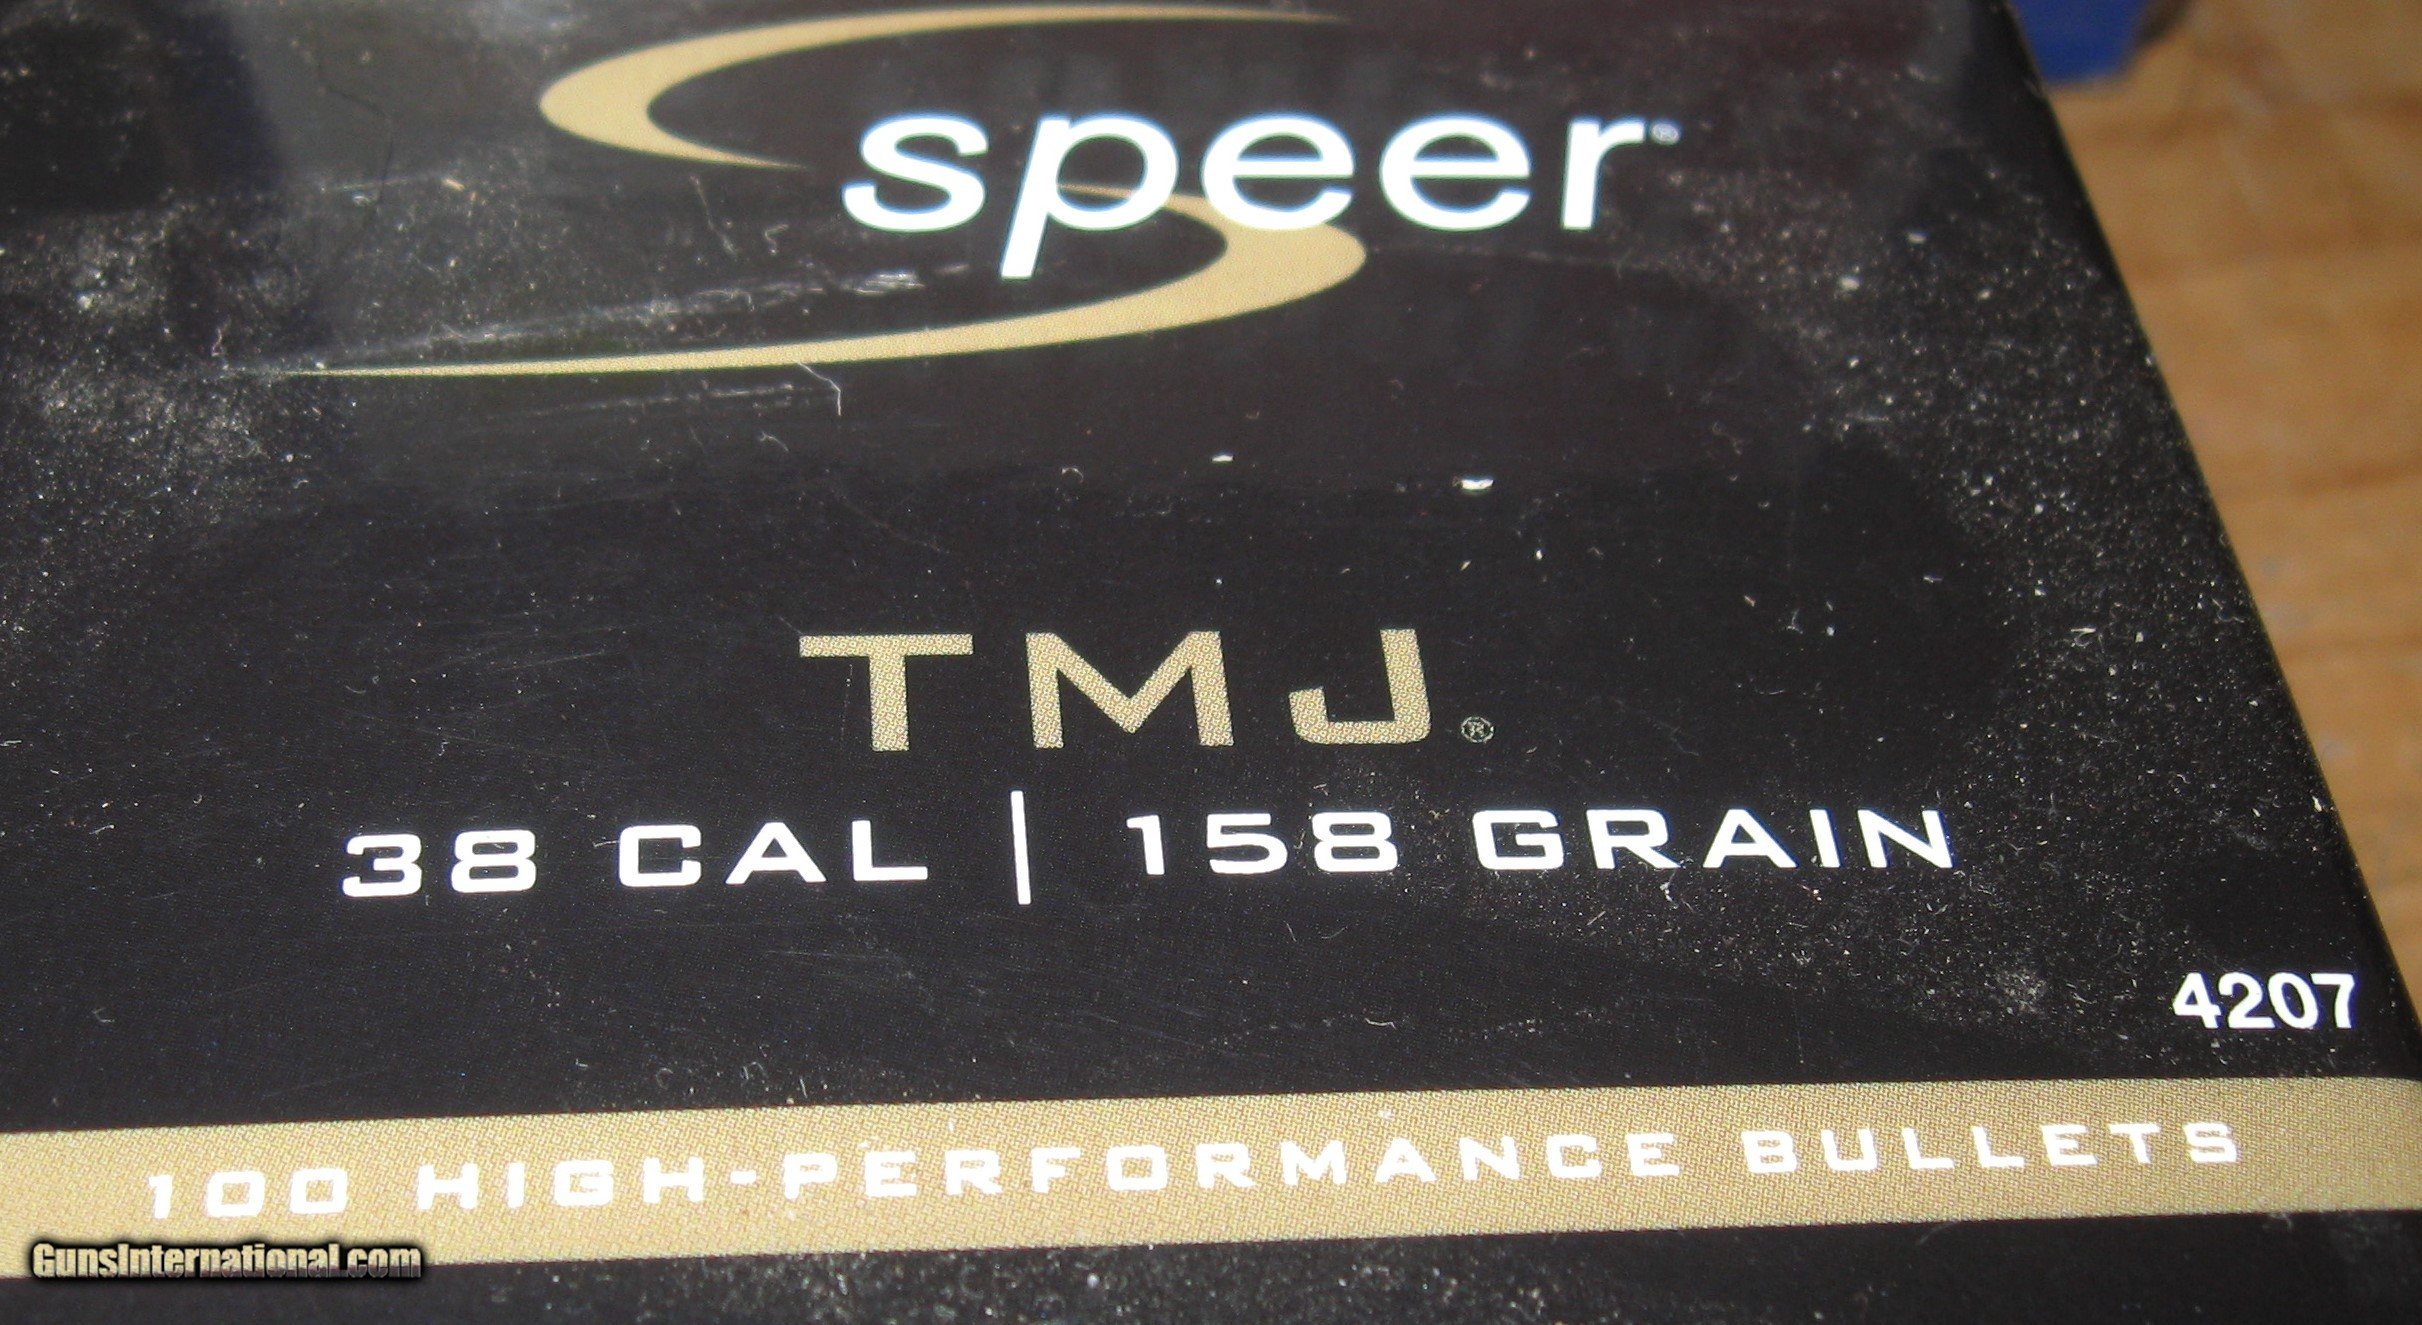 speer®
TMJ®
38 CAL | 158 GRAIN
4207
100 HIGH-PERFORMANCE BULLETS
GunsInternational.com